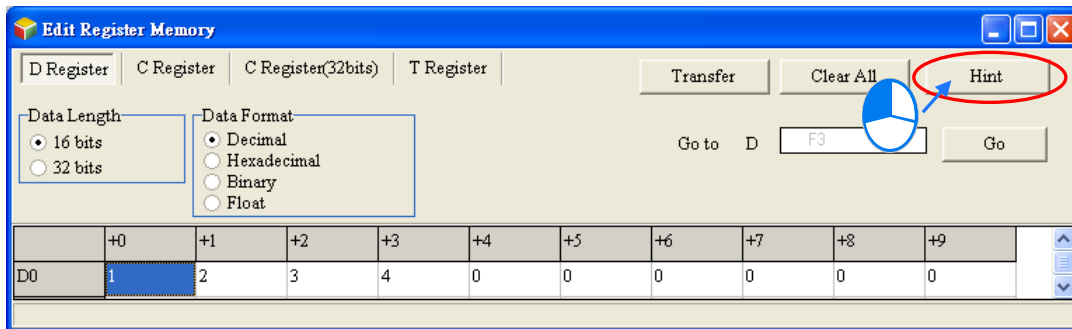 Edit Register Memory
D Register C Register C Register(32bits) T Register Transfer Clear All Hint
Data Length Data Format
16 bits Decimal Go to D F3 Go
32 bits Hexadecimal
Binary
Float
+0 +1 +2 +3 +4 +5 +6 +7 +8 +9
D0 1 2 3 4 0 0 0 0 0 0